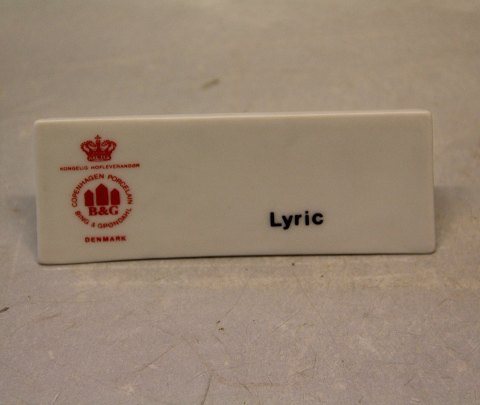 KONGELIG HOFLEVERANDØR
COPENHAGEN PORCELAIN
B&G
BING & GRØNDAHL
DENMARK
Lyric